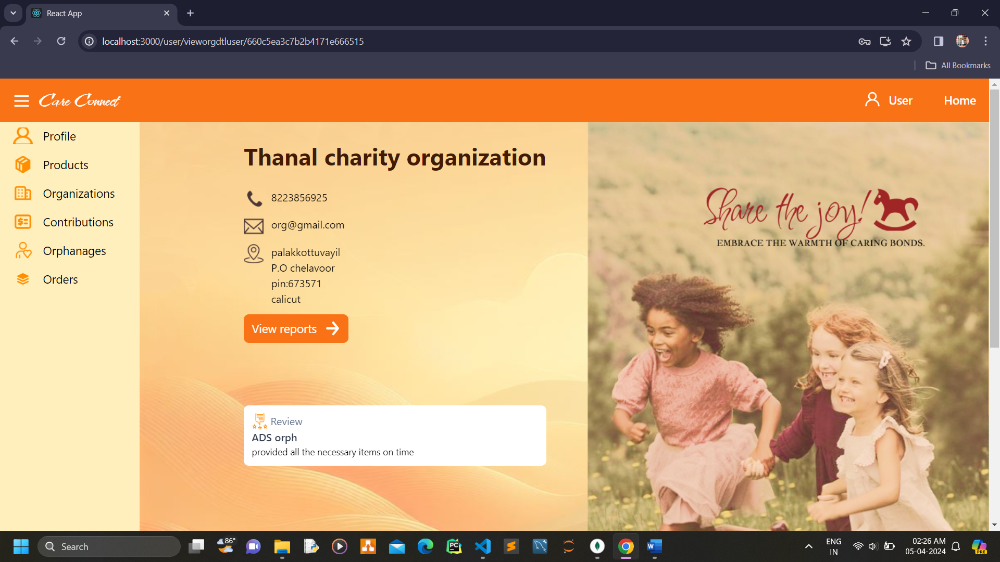 React App
localhost:3000/user/vieworgdtluser/660c5ea3c7b2b4171e666515
All Bookmarks
Care Connect
User
Home
Profile
Products
Organizations
Contributions
Orphanages
Orders
Thanal charity organization
8223856925
org@gmail.com
palakkottuvayil
P.O chelavoor
pin:673571
calicut
View reports
Review
ADS orph
provided all the necessary items on time
Share the joy!
EMBRACE THE WARMTH OF CARING BONDS.
Search
86°
PC
W
ENG
IN
02:26 AM
05-04-2024
PRE